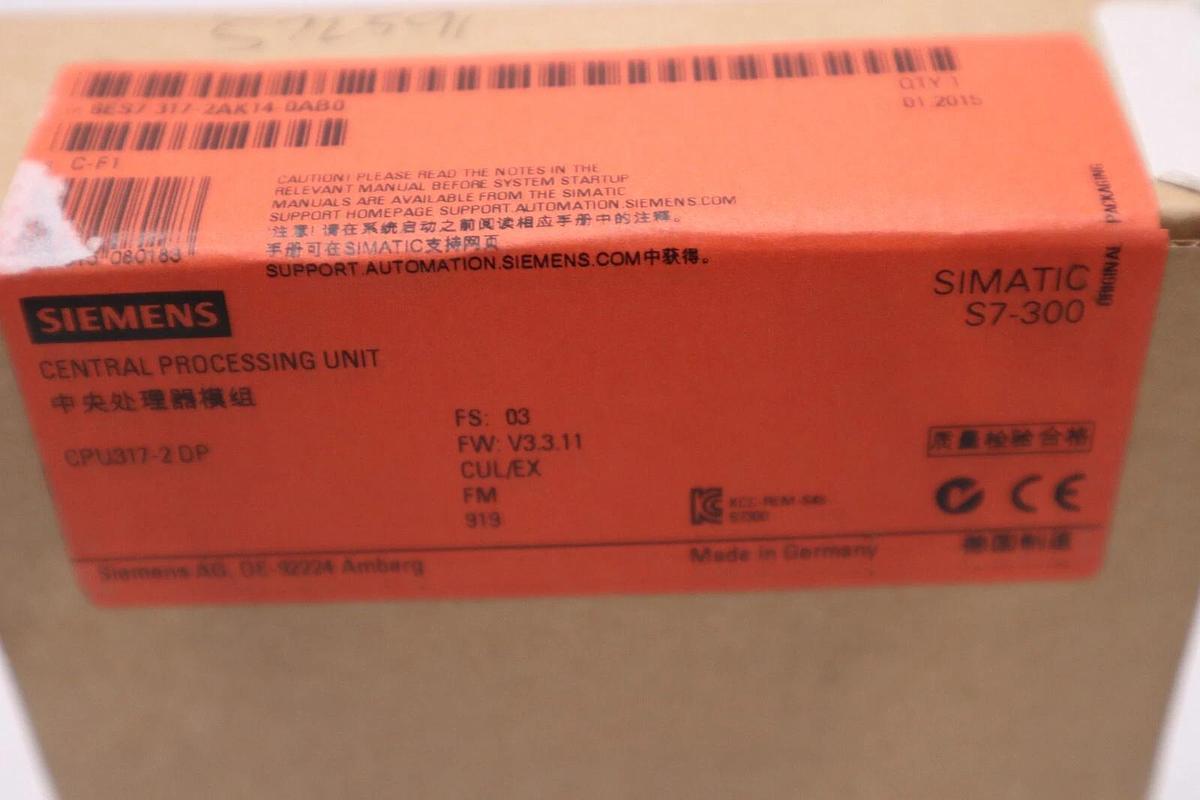 6ES7 317-2AK14-0AB0
QTY 1
01.2015
C-F1
CAUTION! PLEASE READ THE NOTES IN THE
RELEVANT MANUAL BEFORE SYSTEM STARTUP
MANUALS ARE AVAILABLE FROM THE SIMATIC
SUPPORT HOMEPAGE SUPPORT.AUTOMATION.SIEMENS.COM
注意!请在系统启动之前阅读相应手册中的注释。
手册可在SIMATIC支持网页
SUPPORT.AUTOMATION.SIEMENS.COM中获得。
080183
ORIGINAL PACKAGING
SIEMENS
SIMATIC
S7-300
CENTRAL PROCESSING UNIT
中央处理器模组
CPU317-2 DP
FS: 03
FW: V3.3.11
CUL/EX
FM
919
质量检验合格
KCC-REM-S49-
S7300
CE
Siemens AG, DE-92224 Amberg
Made in Germany
德国制造